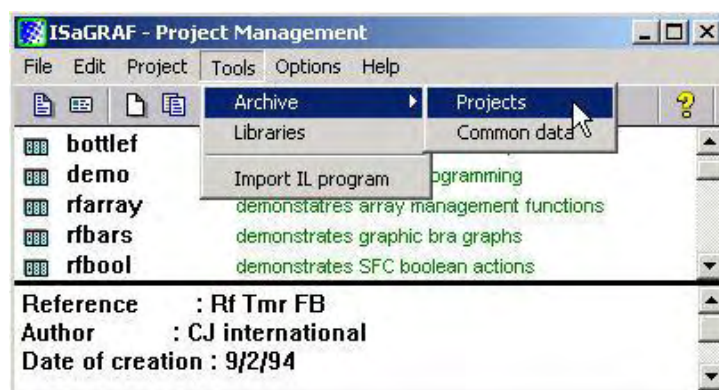 ISaGRAF - Project Management
File Edit Project Tools Options Help
Archive Projects
Libraries Common data
Import IL program
bottlef
demo ogramming
rfarray demonstatres array management functions
rfbars demonstrates graphic bra graphs
rfbool demonstrates SFC boolean actions
Reference : Rf Tmr FB
Author : CJ international
Date of creation : 9/2/94